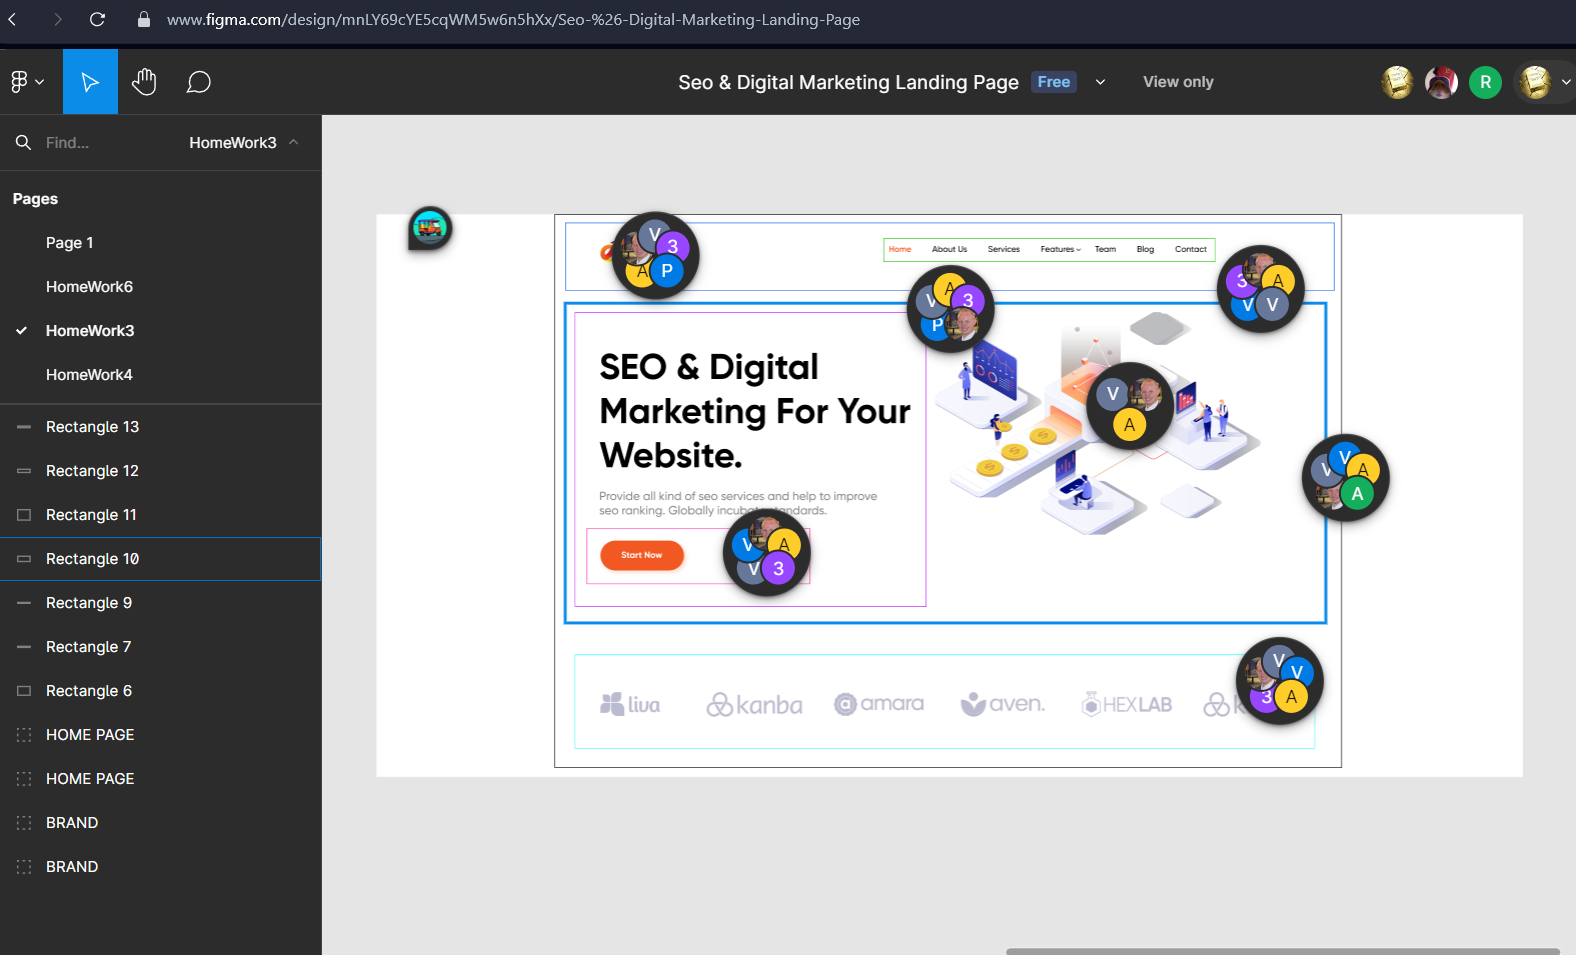 www.figma.com/design/mnLY69cYE5cqWM5w6n5hXx/Seo-%26-Digital-Marketing-Landing-Page
Seo & Digital Marketing Landing Page Free View only R
Find... HomeWork3
Pages
Page 1
HomeWork6
HomeWork3
HomeWork4
Rectangle 13
Rectangle 12
Rectangle 11
Rectangle 10
Rectangle 9
Rectangle 7
Rectangle 6
HOME PAGE
HOME PAGE
BRAND
BRAND
V 3 A P
Home About Us Services Features Team Blog Contact
V A 3 P
3 A V V
SEO & Digital
Marketing For Your
Website.
V A
Provide all kind of seo services and help to improve
seo ranking. Globally incubate standards.
V V A A
Start Now
V A V 3
V V 3 A
liva kanba amara aven. HEXLAB k